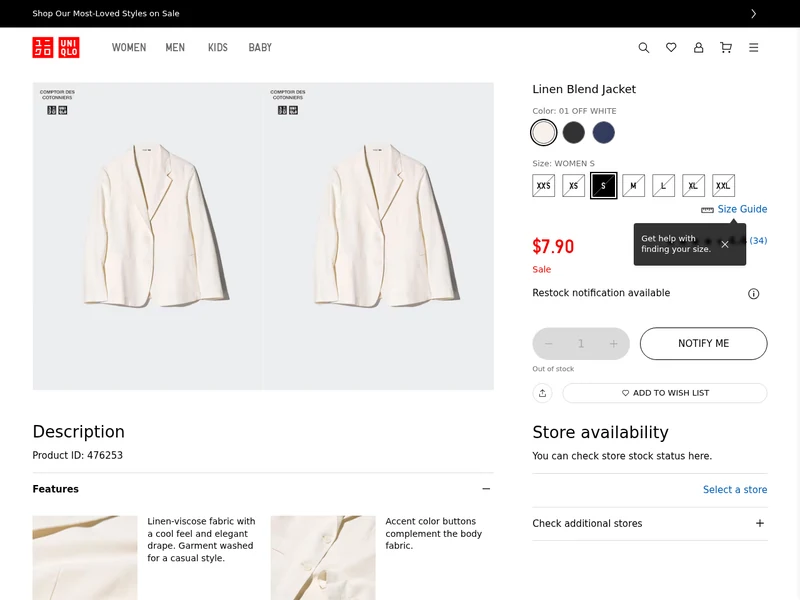 Shop Our Most-Loved Styles on Sale
ユニ
クロ
UNI
QLO
WOMEN
MEN
KIDS
BABY
COMPTOIR DES
COTONNIERS
COMPTOIR DES
COTONNIERS
Linen Blend Jacket
Color: 01 OFF WHITE
Size: WOMEN S
XXS
XS
S
M
L
XL
XXL
Size Guide
Get help with
finding your size.
(34)
$7.90
Sale
Restock notification available
1
NOTIFY ME
Out of stock
ADD TO WISH LIST
Description
Product ID: 476253
Features
Linen-viscose fabric with
a cool feel and elegant
drape. Garment washed
for a casual style.
Accent color buttons
complement the body
fabric.
Store availability
You can check store stock status here.
Select a store
Check additional stores